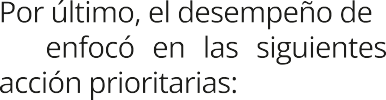 Por último, el desempeño de
enfocó en las siguientes
acción prioritarias: